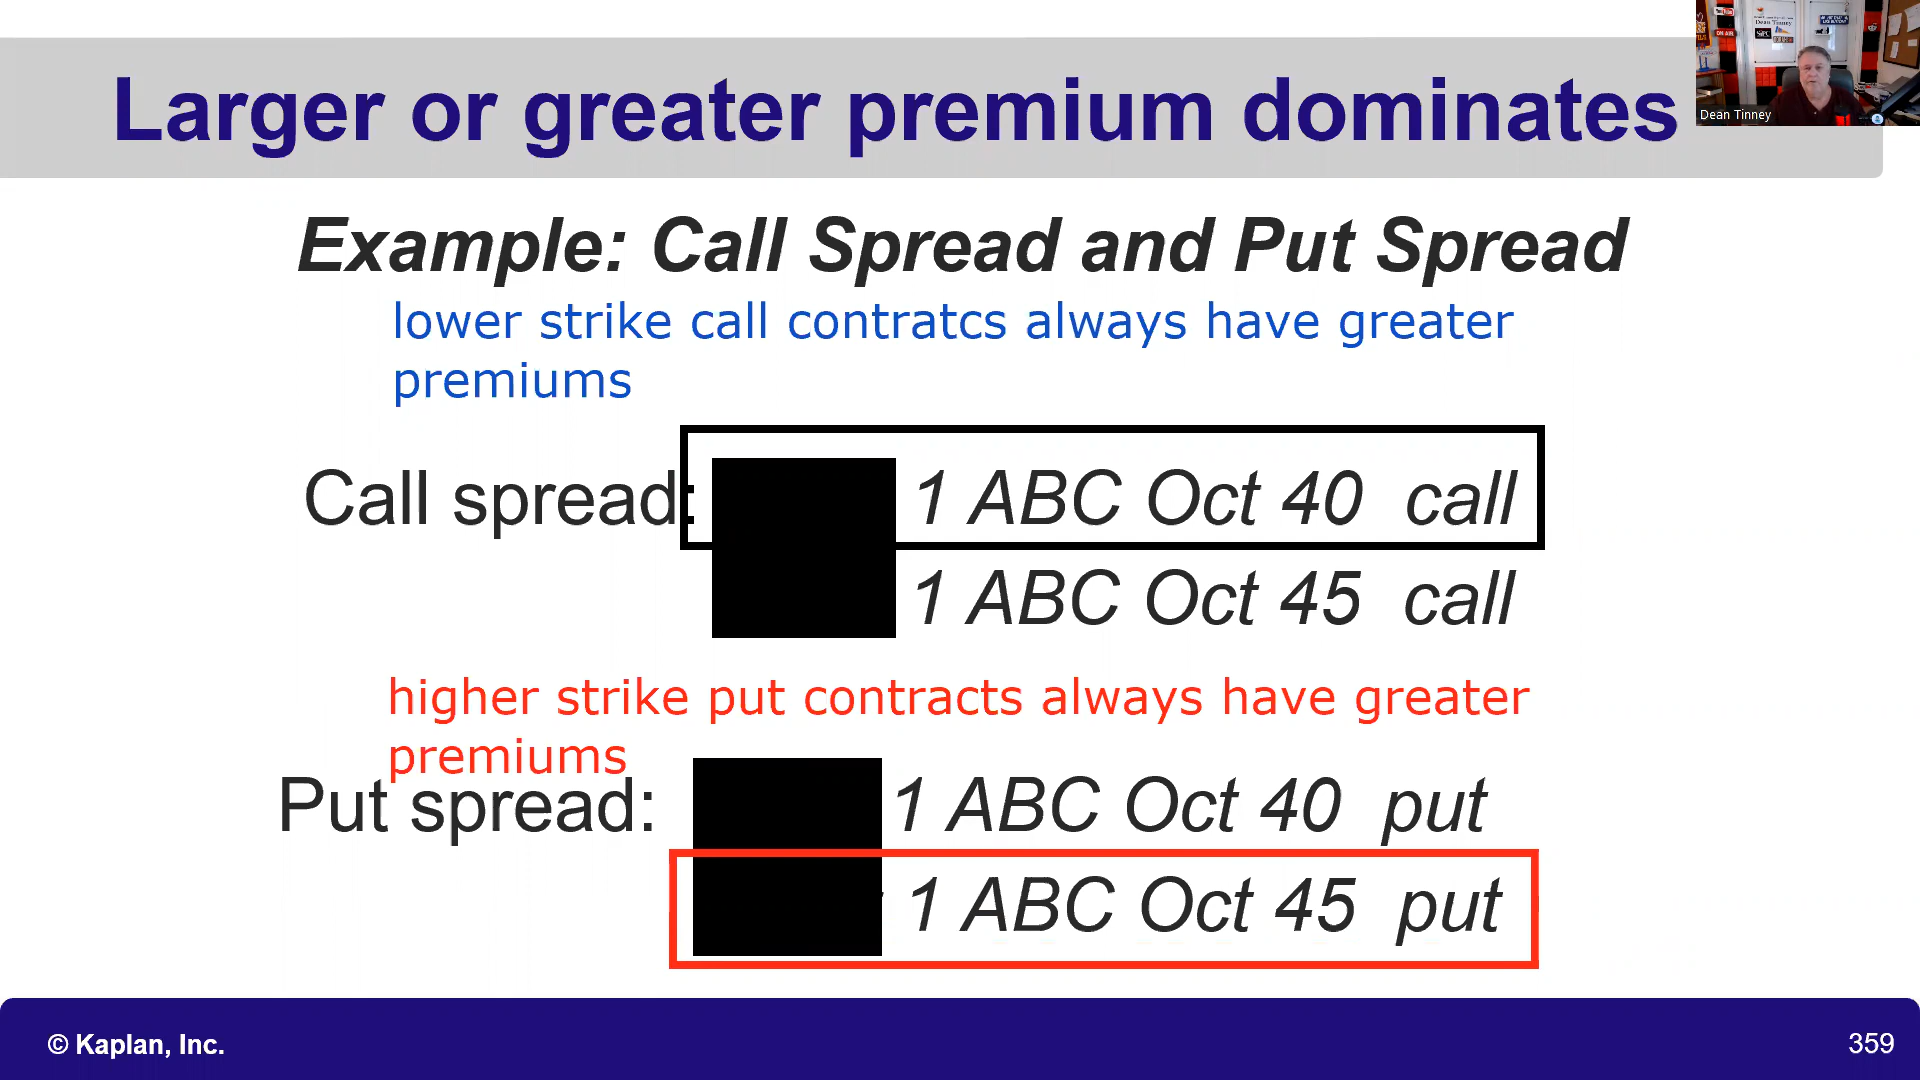 Larger or greater premium dominates
Dean Tinney
Example: Call Spread and Put Spread
lower strike call contratcs always have greater
premiums
Call spread: 1 ABC Oct 40 call
1 ABC Oct 45 call
higher strike put contracts always have greater
premiums
Put spread: 1 ABC Oct 40 put
1 ABC Oct 45 put
© Kaplan, Inc.
359